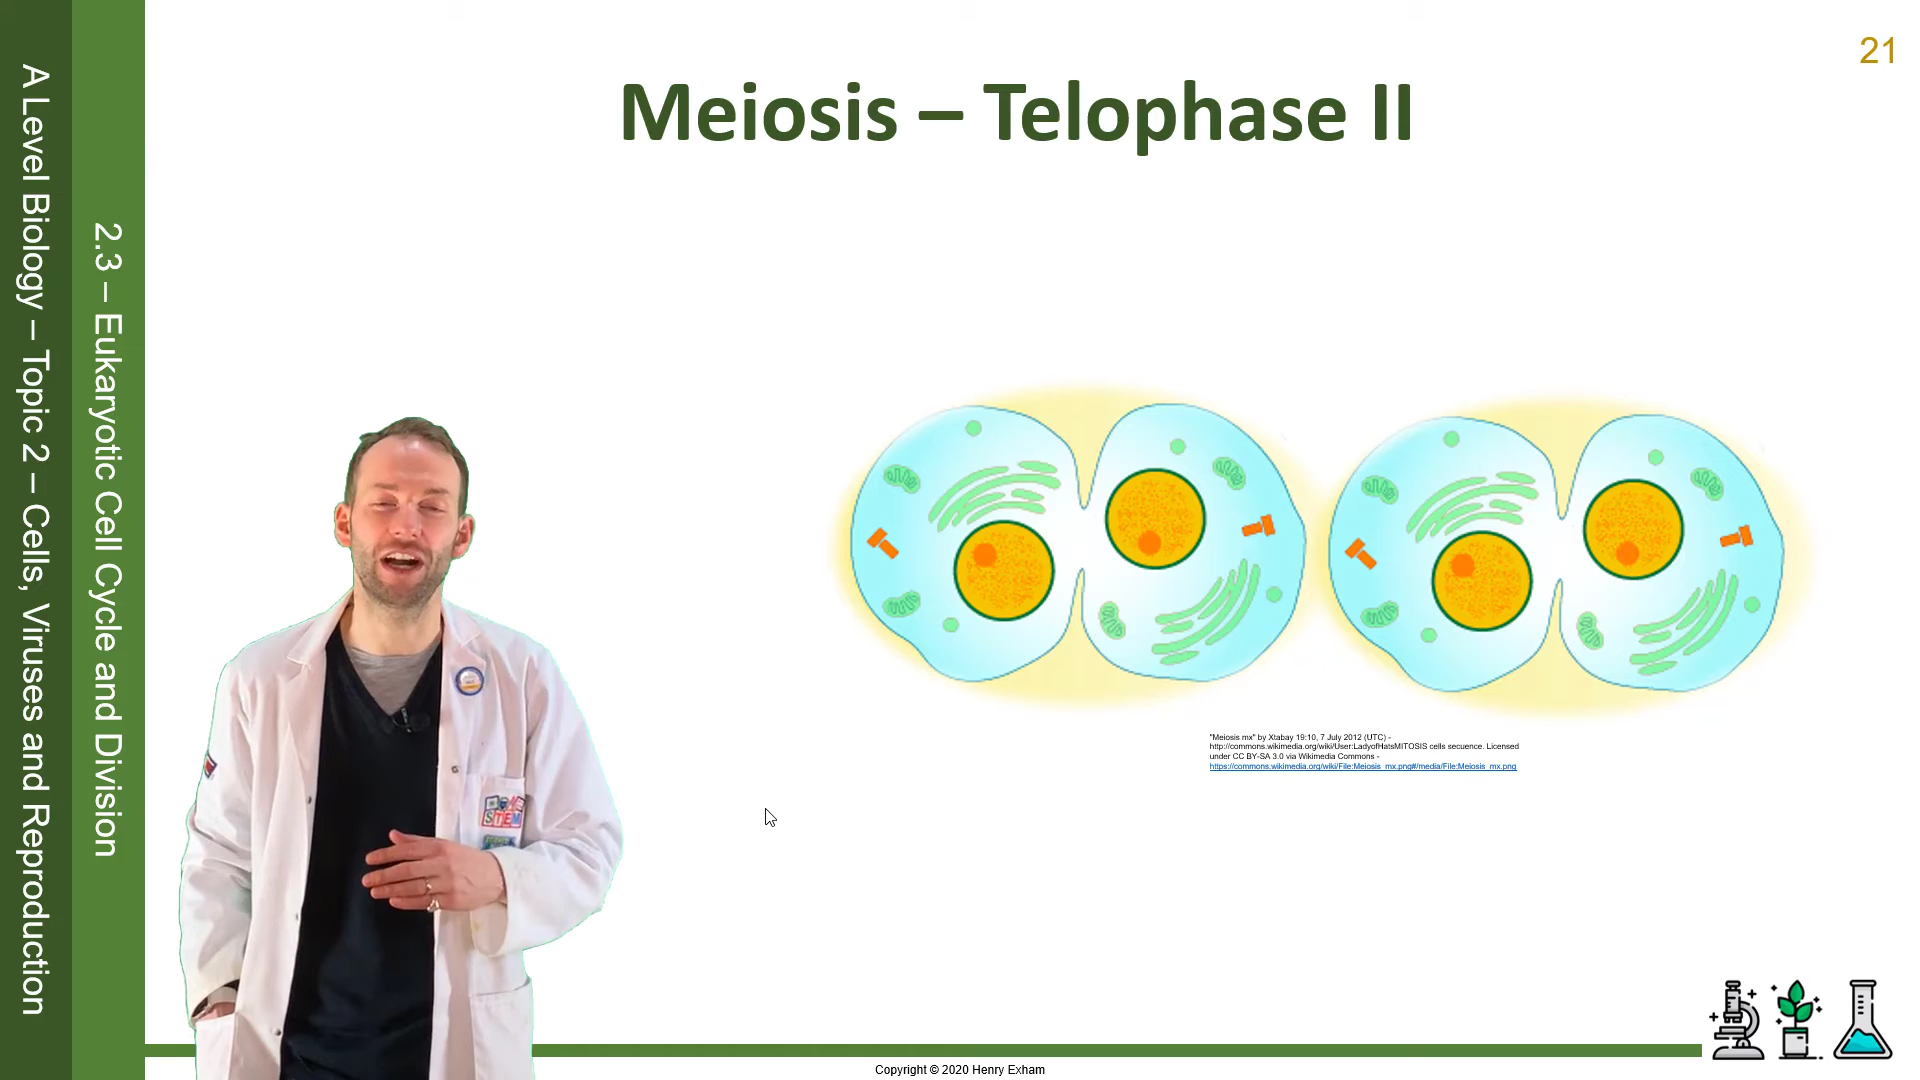 21
Meiosis – Telophase II
A Level Biology – Topic 2 – Cells, Viruses and Reproduction
2.3 – Eukaryotic Cell Cycle and Division
STEM
"Meiosis mx" by Xtabay 19:10, 7 July 2012 (UTC) -
http://commons.wikimedia.org/wiki/User:LadyofHatsMITOSIS cells secuence. Licensed
under CC BY-SA 3.0 via Wikimedia Commons -
https://commons.wikimedia.org/wiki/File:Meiosis_mx.png#/media/File:Meiosis_mx.png
Copyright © 2020 Henry Exham